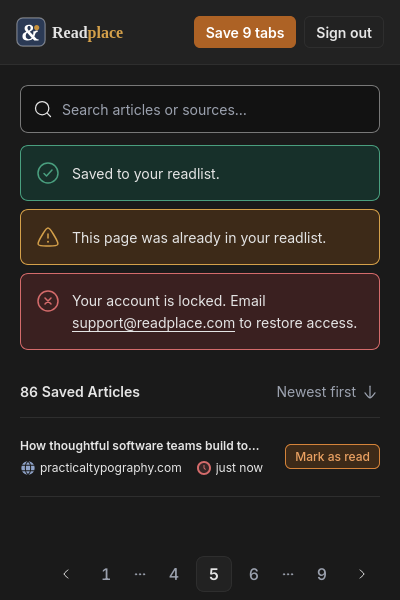 & Readplace
Save 9 tabs
Sign out
Search articles or sources...
Saved to your readlist.
This page was already in your readlist.
Your account is locked. Email
support@readplace.com to restore access.
86 Saved Articles
Newest first
How thoughtful software teams build to...
practicaltypography.com
just now
Mark as read
1 ... 4 5 6 ... 9